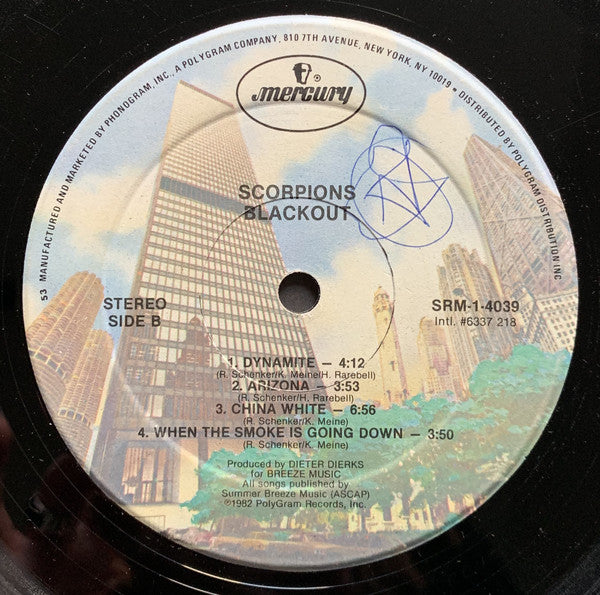 53 MANUFACTURED AND MARKETED BY PHONOGRAM, INC., A POLYGRAM COMPANY, 810 7TH AVENUE, NEW YORK, NY 10019 • DISTRIBUTED BY POLYGRAM DISTRIBUTION INC
mercury ®
SCORPIONS
BLACKOUT
STEREO
SIDE B
SRM-1-4039
Intl. #6337 218
1. DYNAMITE – 4:12
(R. Schenker/K. Meine/H. Rarebell)
2. ARIZONA – 3:53
(R. Schenker/H. Rarebell)
3. CHINA WHITE – 6:56
(R. Schenker/K. Meine)
4. WHEN THE SMOKE IS GOING DOWN – 3:50
(R. Schenker/K. Meine)
Produced by DIETER DIERKS
for BREEZE MUSIC
All songs published by
Summer Breeze Music (ASCAP)
℗1982 PolyGram Records, Inc.